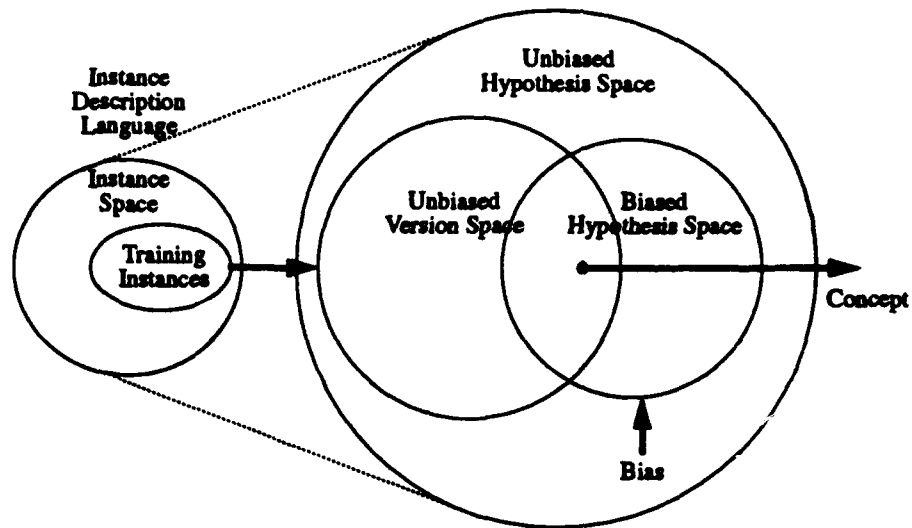 Instance
Description
Language
Instance
Space
Training
Instances
Unbiased
Hypothesis Space
Unbiased
Version Space
Biased
Hypothesis Space
Concept
Bias